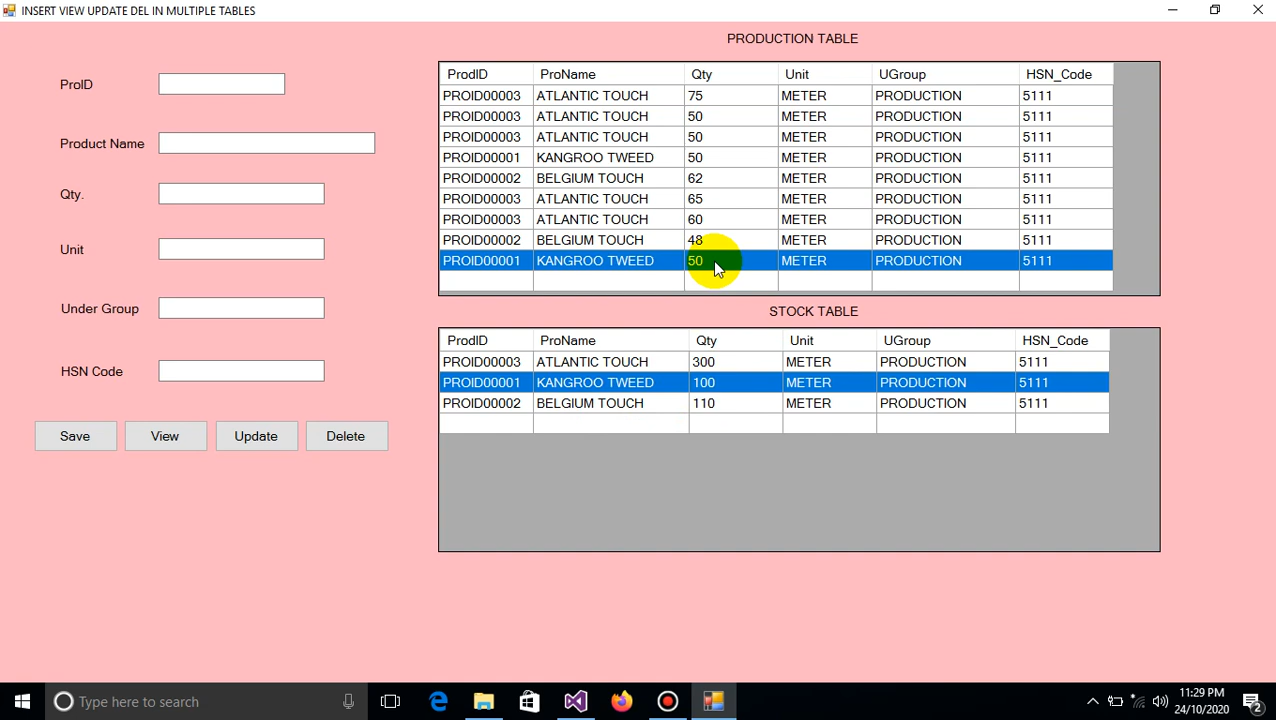 INSERT VIEW UPDATE DEL IN MULTIPLE TABLES
PRODUCTION TABLE
ProID
Product Name
Qty.
Unit
Under Group
HSN Code
Save View Update Delete
ProdID ProName Qty Unit UGroup HSN_Code
PROID00003 ATLANTIC TOUCH 75 METER PRODUCTION 5111
PROID00003 ATLANTIC TOUCH 50 METER PRODUCTION 5111
PROID00003 ATLANTIC TOUCH 50 METER PRODUCTION 5111
PROID00001 KANGROO TWEED 50 METER PRODUCTION 5111
PROID00002 BELGIUM TOUCH 62 METER PRODUCTION 5111
PROID00003 ATLANTIC TOUCH 65 METER PRODUCTION 5111
PROID00003 ATLANTIC TOUCH 60 METER PRODUCTION 5111
PROID00002 BELGIUM TOUCH 48 METER PRODUCTION 5111
PROID00001 KANGROO TWEED 50 METER PRODUCTION 5111
STOCK TABLE
ProdID ProName Qty Unit UGroup HSN_Code
PROID00003 ATLANTIC TOUCH 300 METER PRODUCTION 5111
PROID00001 KANGROO TWEED 100 METER PRODUCTION 5111
PROID00002 BELGIUM TOUCH 110 METER PRODUCTION 5111
Type here to search
11:29 PM
24/10/2020
2